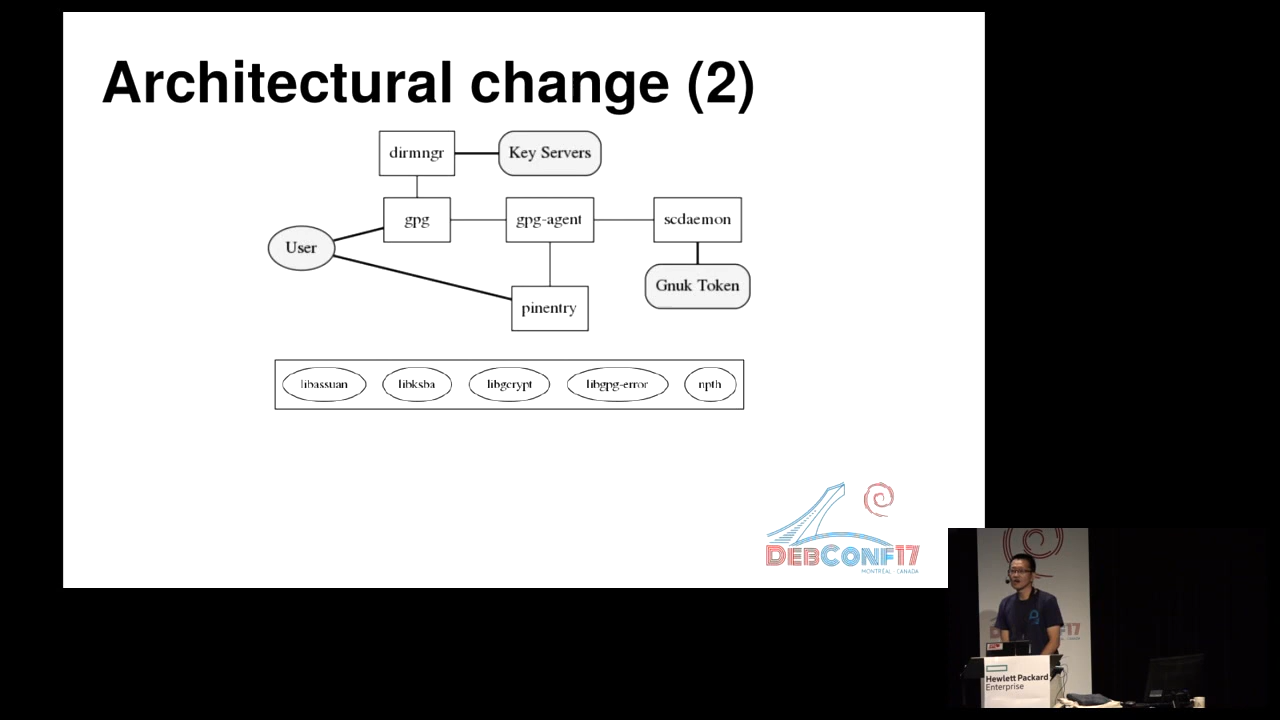 Architectural change (2)
dirmngr
Key Servers
gpg
gpg-agent
scdaemon
User
Gnuk Token
pinentry
libassuan
libksba
libgcrypt
libgpg-error
npth
DEBCONF17
MONTRÉAL · CANADA
17
Hewlett Packard
Enterprise